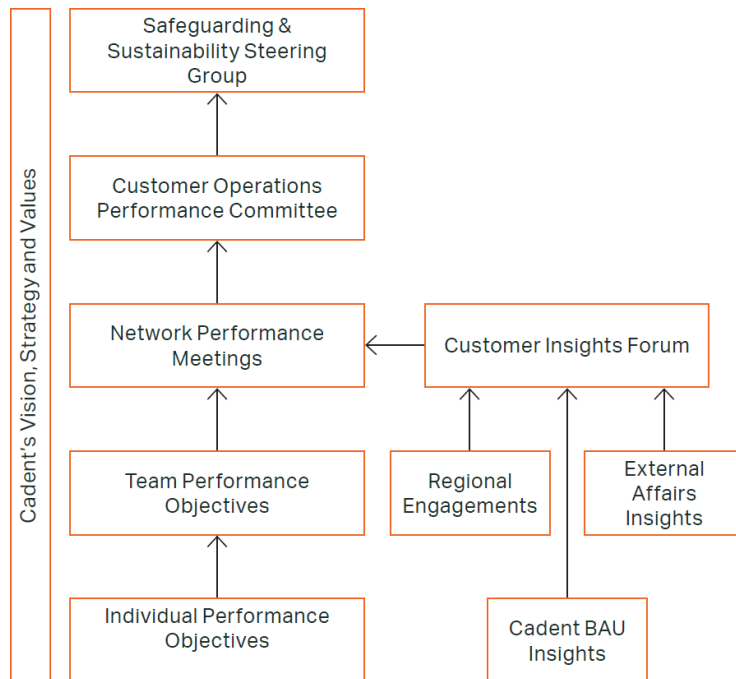 Cadent's Vision, Strategy and Values
Safeguarding &
Sustainability Steering
Group
Customer Operations
Performance Committee
Network Performance
Meetings
Customer Insights Forum
Team Performance
Objectives
Regional
Engagements
External
Affairs
Insights
Individual Performance
Objectives
Cadent BAU
Insights